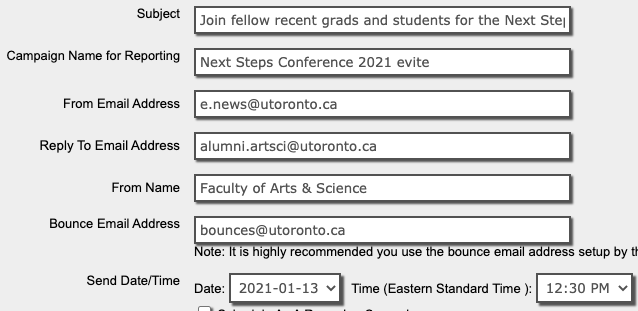 Subject Join fellow recent grads and students for the Next Step
Campaign Name for Reporting Next Steps Conference 2021 evite
From Email Address e.news@utoronto.ca
Reply To Email Address alumni.artsci@utoronto.ca
From Name Faculty of Arts & Science
Bounce Email Address bounces@utoronto.ca
Note: It is highly recommended you use the bounce email address setup by th
Send Date/Time Date: 2021-01-13 Time (Eastern Standard Time ): 12:30 PM